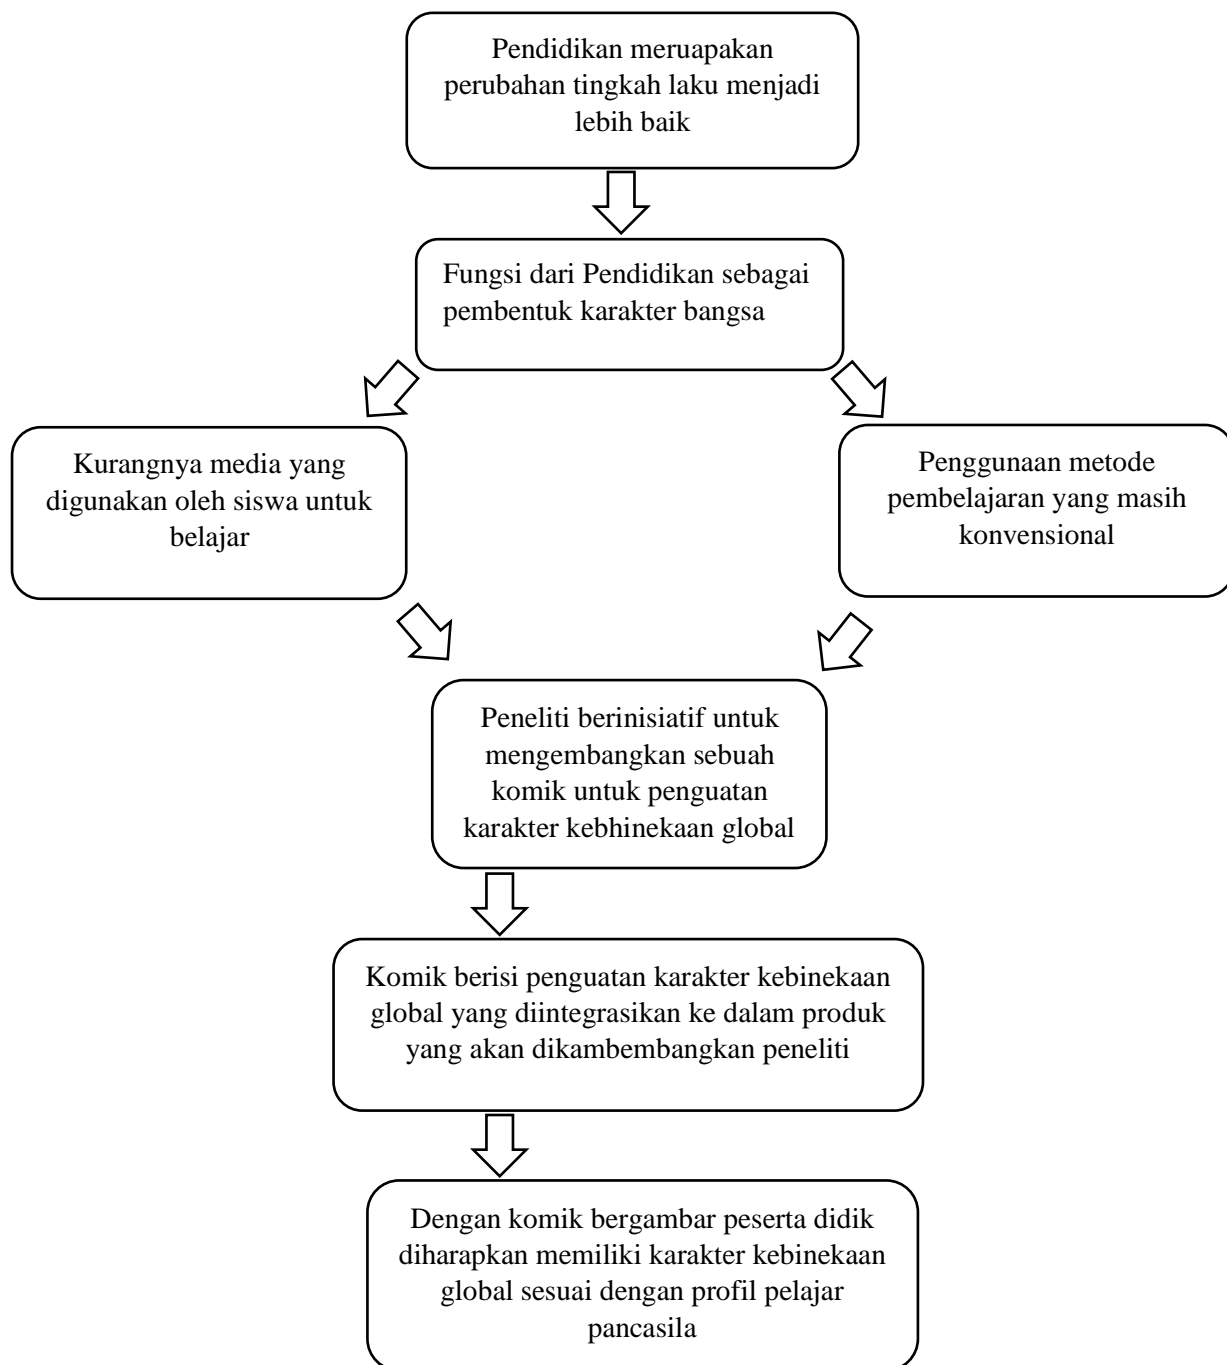 Pendidikan meruapakan
perubahan tingkah laku menjadi
lebih baik
Fungsi dari Pendidikan sebagai
pembentuk karakter bangsa
Kurangnya media yang
digunakan oleh siswa untuk
belajar
Penggunaan metode
pembelajaran yang masih
konvensional
Peneliti berinisiatif untuk
mengembangkan sebuah
komik untuk penguatan
karakter kebhinekaan global
Komik berisi penguatan karakter kebinekaan
global yang diintegrasikan ke dalam produk
yang akan dikambembangkan peneliti
Dengan komik bergambar peserta didik
diharapkan memiliki karakter kebinekaan
global sesuai dengan profil pelajar
pancasila